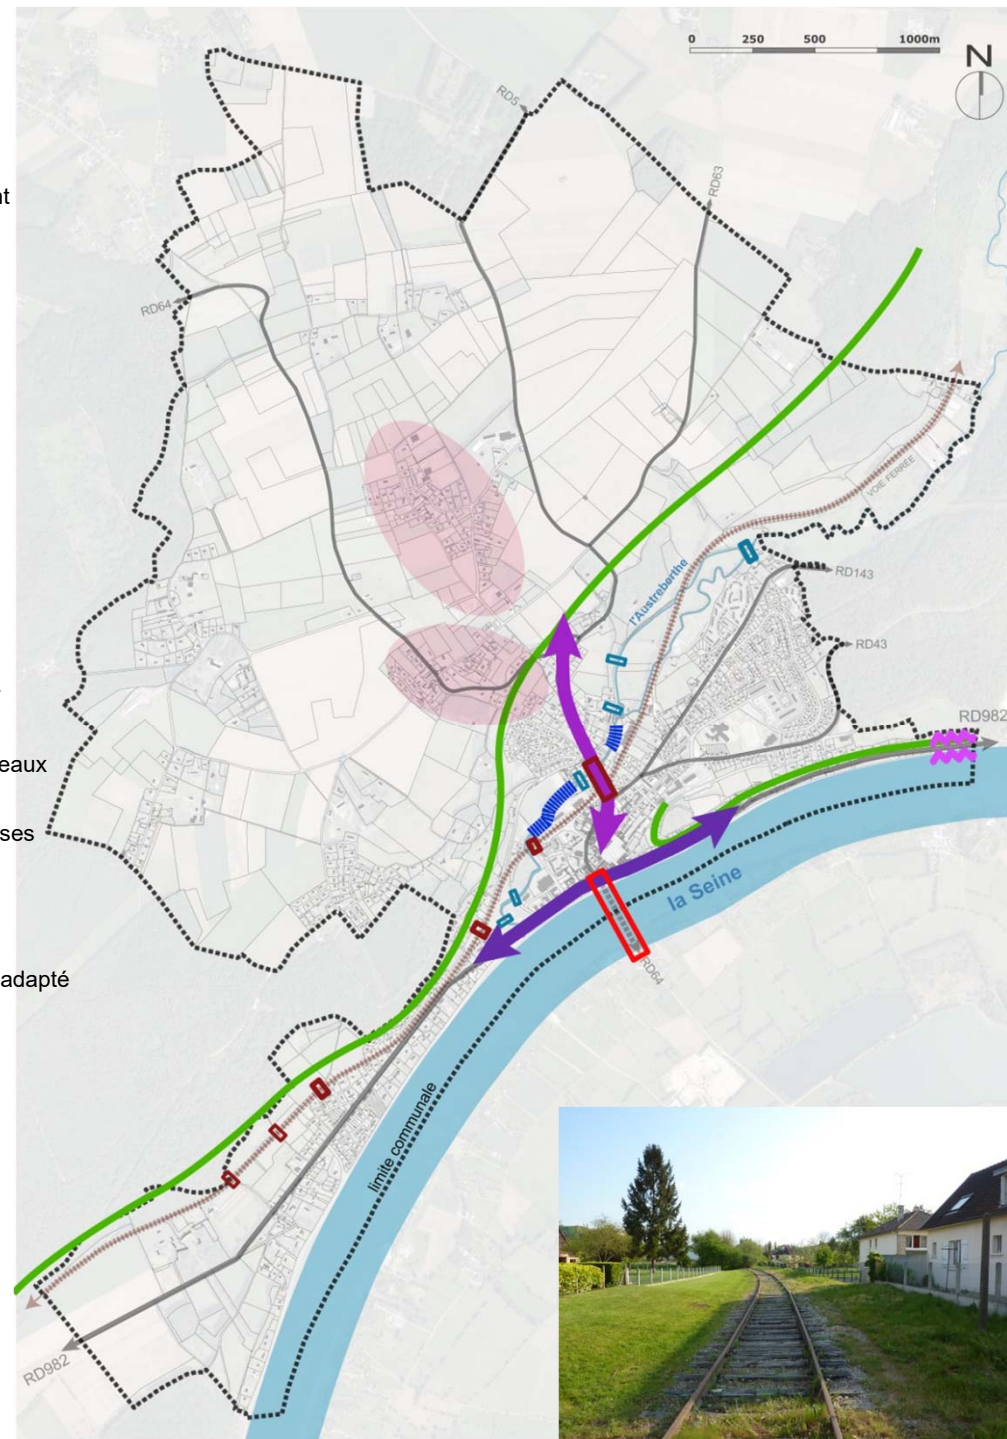 0 250 500 1000m
N
RD5
nt
RD63
RD64
VOIE FERRÉE
l'Austreberthe
RD143
RD43
RD982
eaux
ses
la Seine
adapté
RD64
limite communale
RD982